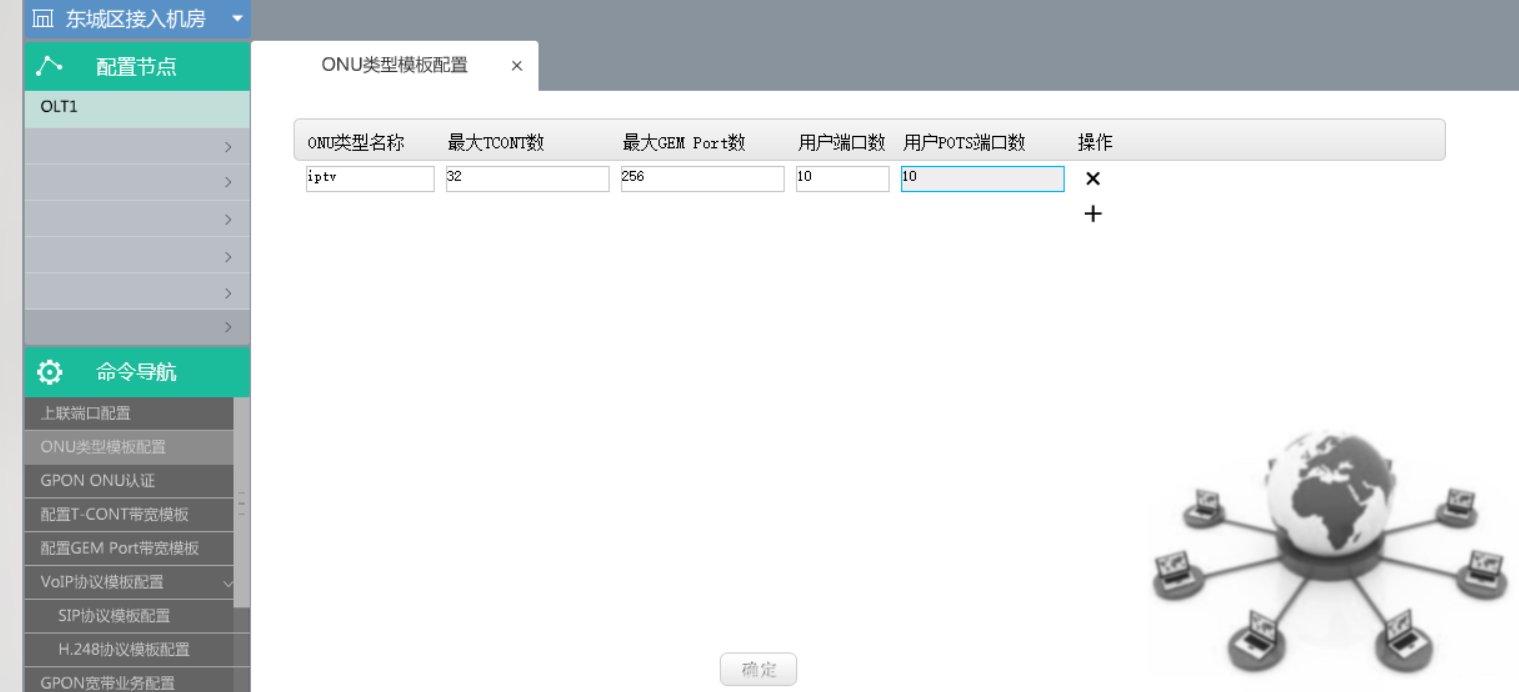 东城区接入机房
配置节点
OLT1
命令导航
上联端口配置
ONU类型模板配置
GPON ONU认证
配置T-CONT带宽模板
配置GEM Port带宽模板
VoIP协议模板配置
SIP协议模板配置
H.248协议模板配置
GPON宽带业务配置
ONU类型模板配置 ×
ONU类型名称 最大TCONT数 最大GEM Port数 用户端口数 用户POTS端口数 操作
iptv 32 256 10 10
确定